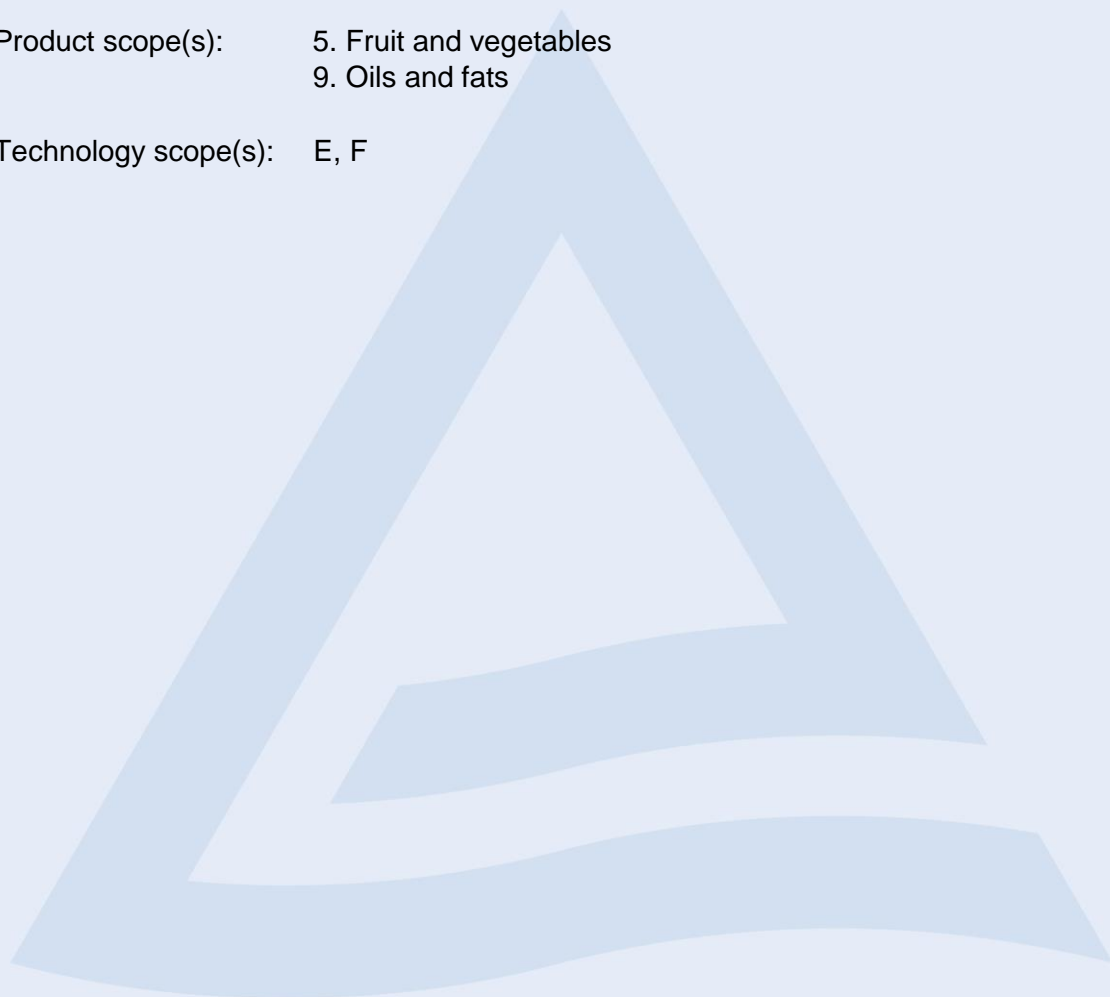 Product scope(s): 5. Fruit and vegetables
9. Oils and fats
Technology scope(s): E, F